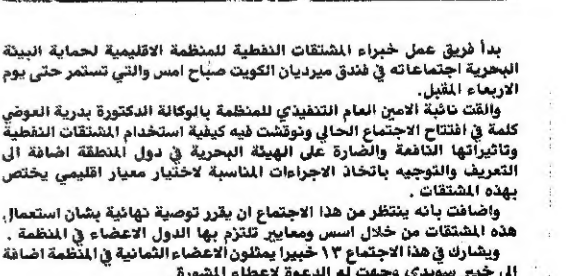 بدأ فريق عمل خبراء المشتقات النفطية للمنظمة الاقليمية لحماية البيئة
البحرية اجتماعاته في فندق ميرديان الكويت صباح امس والتي تستمر حتى يوم
الاربعاء المقبل.
والقت نائبة الامين العام التنفيذي للمنظمة بالوكالة الدكتورة بدرية العوضي
كلمة في افتتاح الاجتماع الحالي ونوقشت فيه كيفية استخدام المشتقات النفطية
وتاثيراتها النافعة والضارة على الهيئة البحرية في دول المنطقة اضافة الى
التعريف والتوجيه باتخاذ الاجراءات المناسبة لاختيار معيار اقليمي يختص
بهذه المشتقات .
واضافت بانه ينتظر من هذا الاجتماع ان يقرر توصية نهائية بشان استعمال
هذه المشتقات من خلال اسس ومعايير تلتزم بها الدول الاعضاء في المنظمة .
ويشارك في هذا الاجتماع ١٣ خبيرا يمثلون الاعضاء الثمانية في المنظمة اضافة
الى خبير سويدي وجهت له الدعوة لاعطاء المشورة